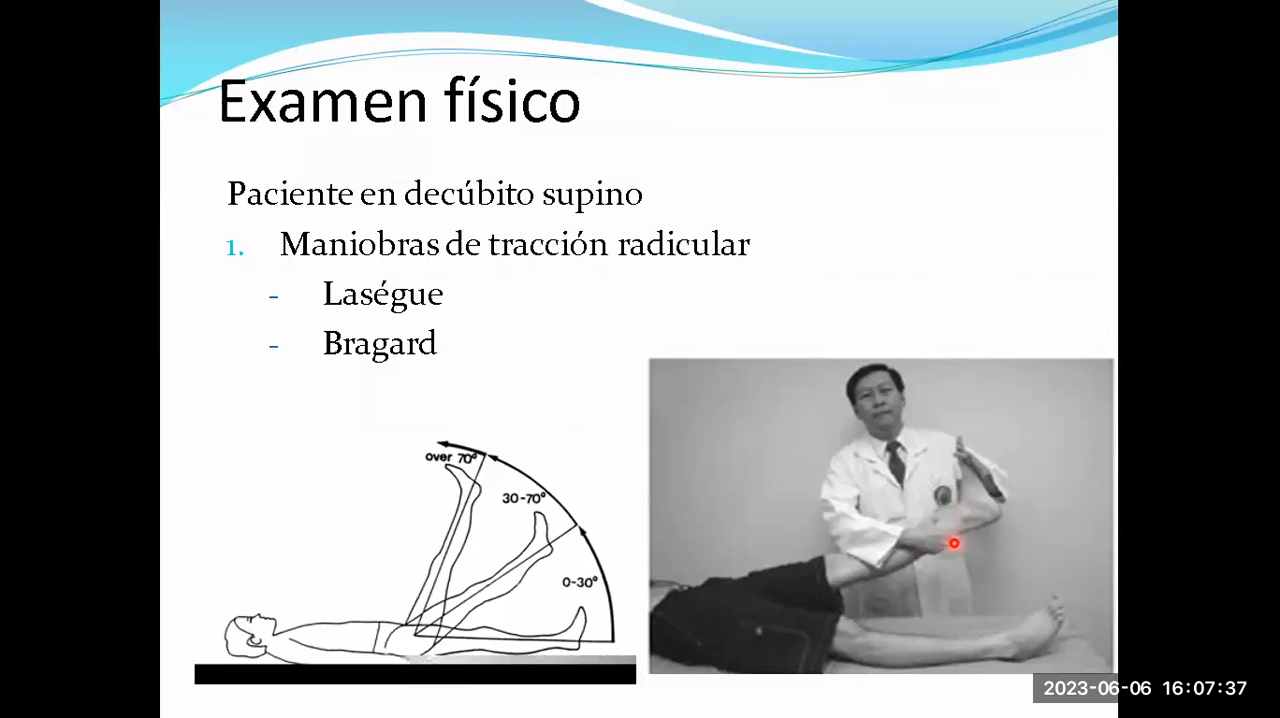 Examen físico
Paciente en decúbito supino
1. Maniobras de tracción radicular
- Laségue
- Bragard
over 70°
30-70°
0-30°
2023-06-06 16:07:37